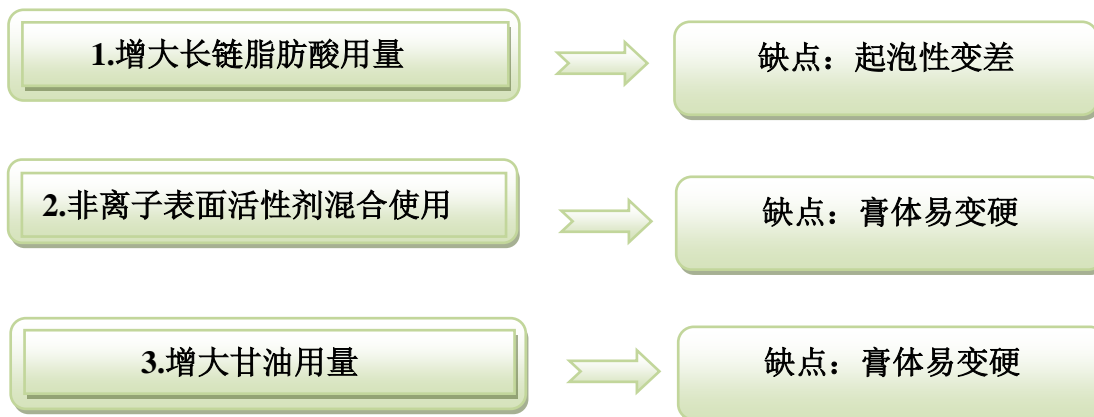 1.增大长链脂肪酸用量
缺点：起泡性变差
2.非离子表面活性剂混合使用
缺点：膏体易变硬
3.增大甘油用量
缺点：膏体易变硬